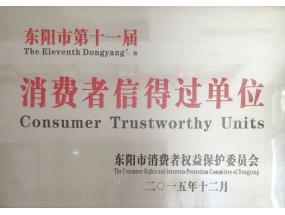 东阳市第十一届
The Eleventh Dongyang's
消费者信得过单位
Consumer Trustworthy Units
东阳市消费者权益保护委员会
The Consumer Rights and Interests Protection Committee of Dongyang
二〇一五年十二月